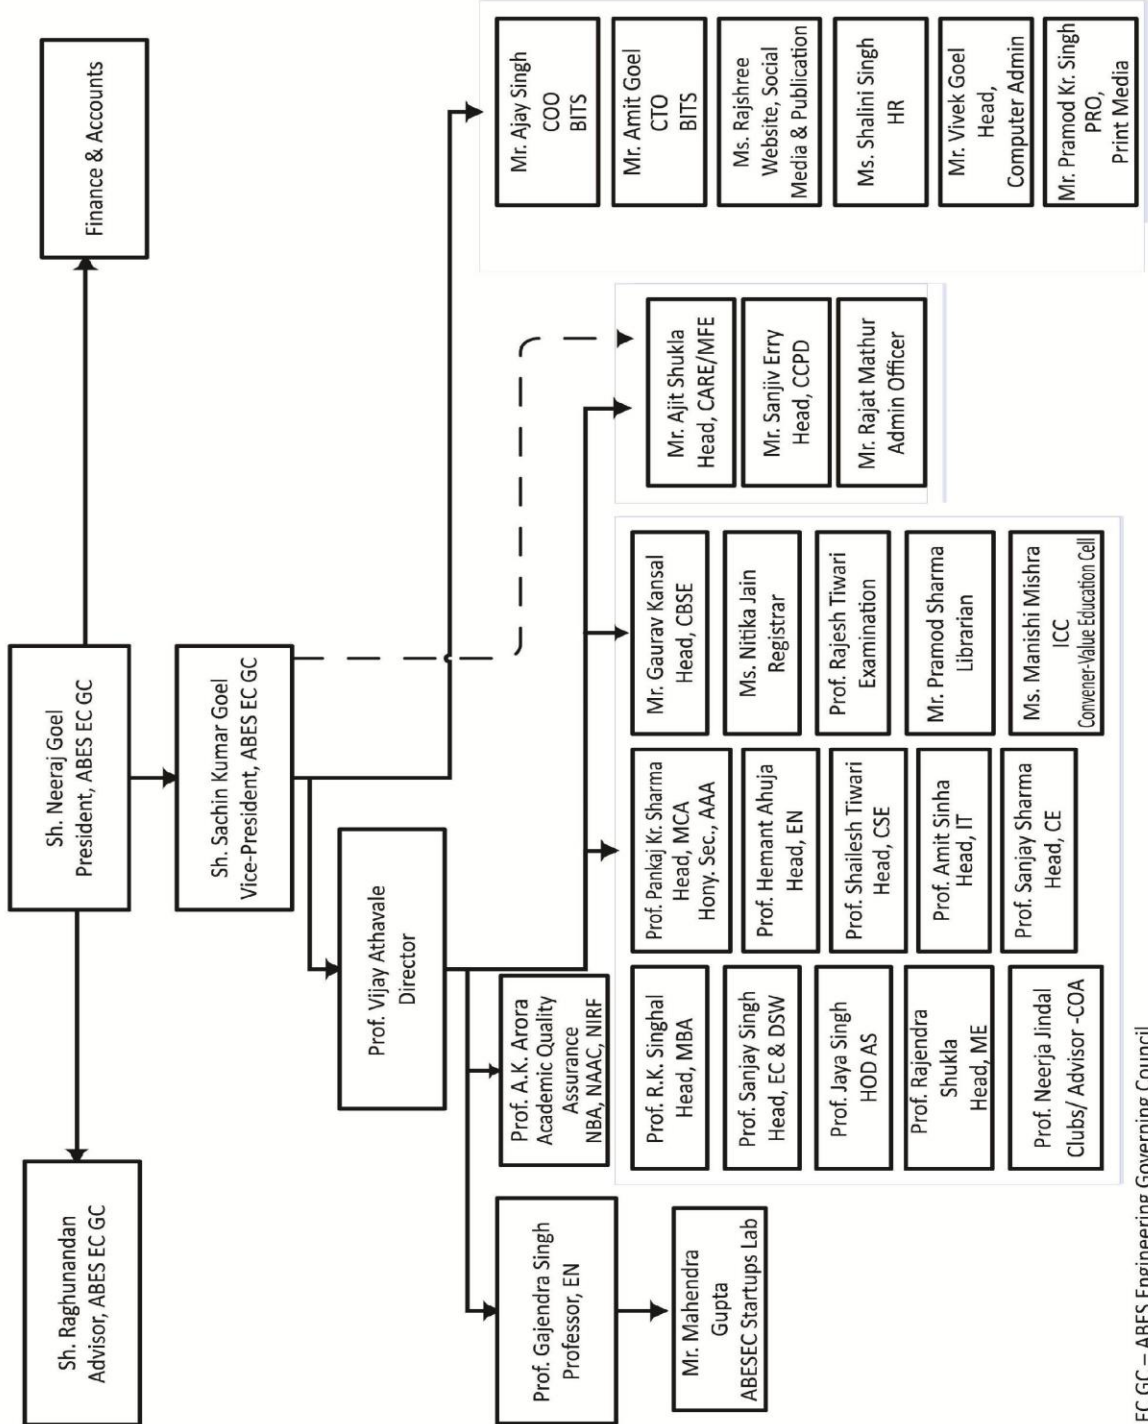 Sh. Neeraj Goel
President, ABES EC GC
Sh. Raghunandan
Advisor, ABES EC GC
Finance & Accounts
Sh. Sachin Kumar Goel
Vice-President, ABES EC GC
Prof. Vijay Athavale
Director
Prof. Gajendra Singh
Professor, EN
Mr. Mahendra
Gupta
ABESEC Startups Lab
Prof. A.K. Arora
Academic Quality
Assurance
NBA, NAAC, NIRF
Prof. R.K. Singhal
Head, MBA
Prof. Sanjay Singh
Head, EC & DSW
Prof. Jaya Singh
HOD AS
Prof. Rajendra
Shukla
Head, ME
Prof. Neerja Jindal
Clubs/ Advisor -COA
Prof. Pankaj Kr. Sharma
Head, MCA
Hony. Sec., AAA
Prof. Hemant Ahuja
Head, EN
Prof. Shailesh Tiwari
Head, CSE
Prof. Amit Sinha
Head, IT
Prof. Sanjay Sharma
Head, CE
Mr. Gaurav Kansal
Head, CBSE
Ms. Nitika Jain
Registrar
Prof. Rajesh Tiwari
Examination
Mr. Pramod Sharma
Librarian
Ms. Manishi Mishra
ICC
Convener-Value Education Cell
Mr. Ajit Shukla
Head, CARE/MFE
Mr. Sanjiv Erry
Head, CCPD
Mr. Rajat Mathur
Admin Officer
Mr. Ajay Singh
COO
BITS
Mr. Amit Goel
CTO
BITS
Ms. Rajshree
Website, Social
Media & Publication
Ms. Shalini Singh
HR
Mr. Vivek Goel
Head,
Computer Admin
Mr. Pramod Kr. Singh
PRO,
Print Media
EC GC – ABES Engineering Governing Council